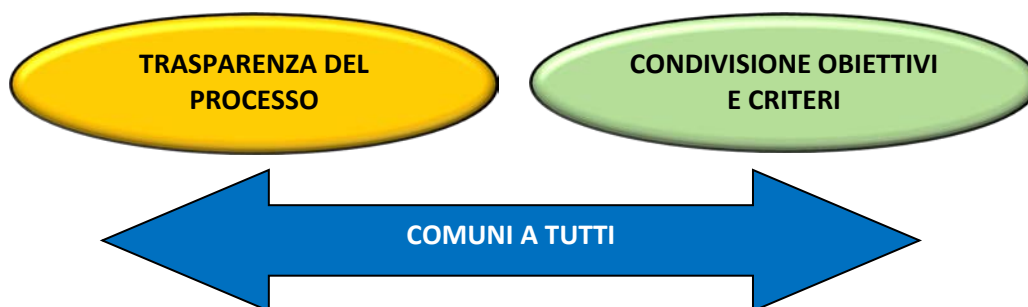 TRASPARENZA DEL
PROCESSO
CONDIVISIONE OBIETTIVI
E CRITERI
COMUNI A TUTTI